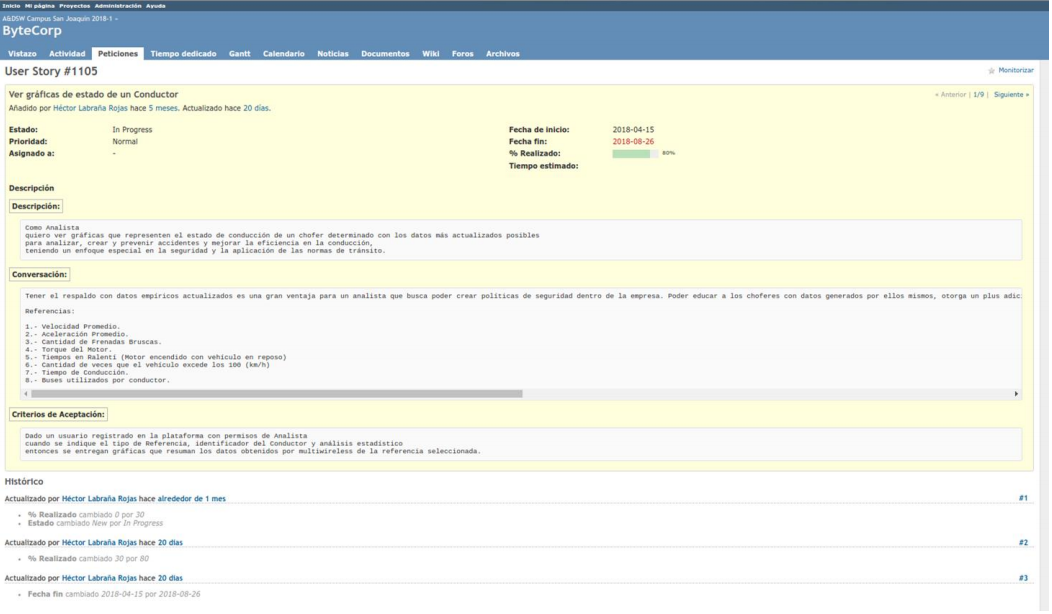 Inicio Mi página Proyectos Administración Ayuda
A&DSW Campus San Joaquín 2018-1 »
ByteCorp
Vistazo Actividad Peticiones Tiempo dedicado Gantt Calendario Noticias Documentos Wiki Foros Archivos
User Story #1105
Monitorizar
Ver gráficas de estado de un Conductor
« Anterior | 1/9 | Siguiente »
Añadido por Héctor Labraña Rojas hace 5 meses. Actualizado hace 20 días.
Estado: In Progress Fecha de inicio: 2018-04-15
Prioridad: Normal Fecha fin: 2018-08-26
Asignado a: - % Realizado: 80%
Tiempo estimado:
Descripción
Descripción:
Como Analista
quiero ver gráficas que representen el estado de conducción de un chofer determinado con los datos más actualizados posibles
para analizar, crear y prevenir accidentes y mejorar la eficiencia en la conducción,
teniendo un enfoque especial en la seguridad y la aplicación de las normas de tránsito.
Conversación:
Tener el respaldo con datos empíricos actualizados es una gran ventaja para un analista que busca poder crear políticas de seguridad dentro de la empresa. Poder educar a los choferes con datos generados por ellos mismos, otorga un plus adic
Referencias:
1.- Velocidad Promedio.
2.- Aceleración Promedio.
3.- Cantidad de Frenadas Bruscas.
4.- Torque del Motor.
5.- Tiempos en Ralentí (Motor encendido con vehículo en reposo)
6.- Cantidad de veces que el vehículo excede los 100 (km/h)
7.- Tiempo de Conducción.
8.- Buses utilizados por conductor.
Criterios de Aceptación:
Dado un usuario registrado en la plataforma con permisos de Analista
cuando se indique el tipo de Referencia, identificador del Conductor y análisis estadístico
entonces se entregan gráficas que resuman los datos obtenidos por multiwireless de la referencia seleccionada.
Histórico
Actualizado por Héctor Labraña Rojas hace alrededor de 1 mes #1
% Realizado cambiado 0 por 30
Estado cambiado New por In Progress
Actualizado por Héctor Labraña Rojas hace 20 días #2
% Realizado cambiado 30 por 80
Actualizado por Héctor Labraña Rojas hace 20 días #3
Fecha fin cambiado 2018-04-15 por 2018-08-26